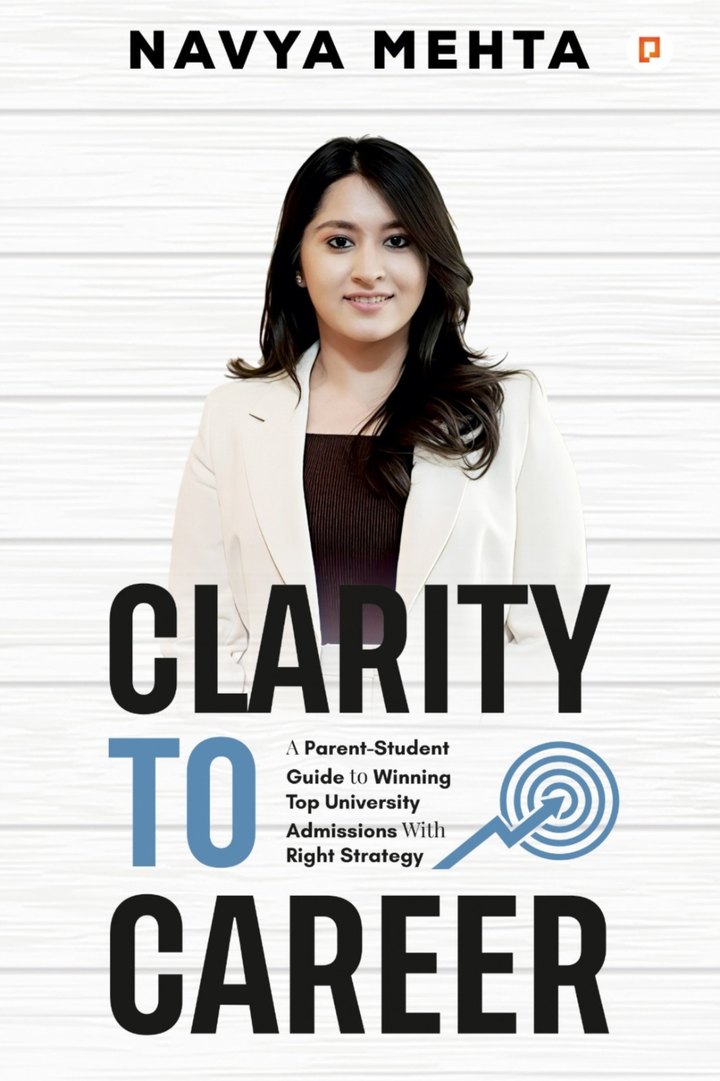 NAVYA MEHTA
CLARITY
TO
A Parent-Student
Guide to Winning
Top University
Admissions With
Right Strategy
CAREER